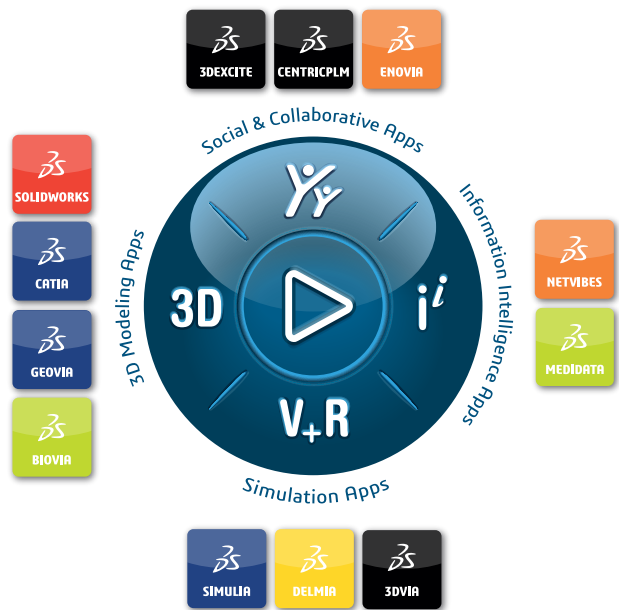 3DEXCITE
CENTRICPLM
ENOVIA
Social & Collaborative Apps
SOLIDWORKS
CATIA
GEOVIA
BIOVIA
3D Modeling Apps
3D
i i
V+R
Information Intelligence Apps
NETVIBES
MEDIDATA
Simulation Apps
SIMULIA
DELMIA
3DVIA